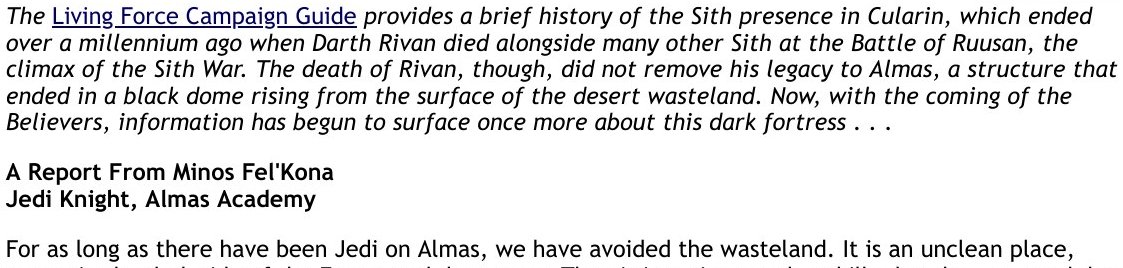 The Living Force Campaign Guide provides a brief history of the Sith presence in Cularin, which ended
over a millennium ago when Darth Rivan died alongside many other Sith at the Battle of Ruusan, the
climax of the Sith War. The death of Rivan, though, did not remove his legacy to Almas, a structure that
ended in a black dome rising from the surface of the desert wasteland. Now, with the coming of the
Believers, information has begun to surface once more about this dark fortress . . .
A Report From Minos Fel'Kona
Jedi Knight, Almas Academy
For as long as there have been Jedi on Almas, we have avoided the wasteland. It is an unclean place,